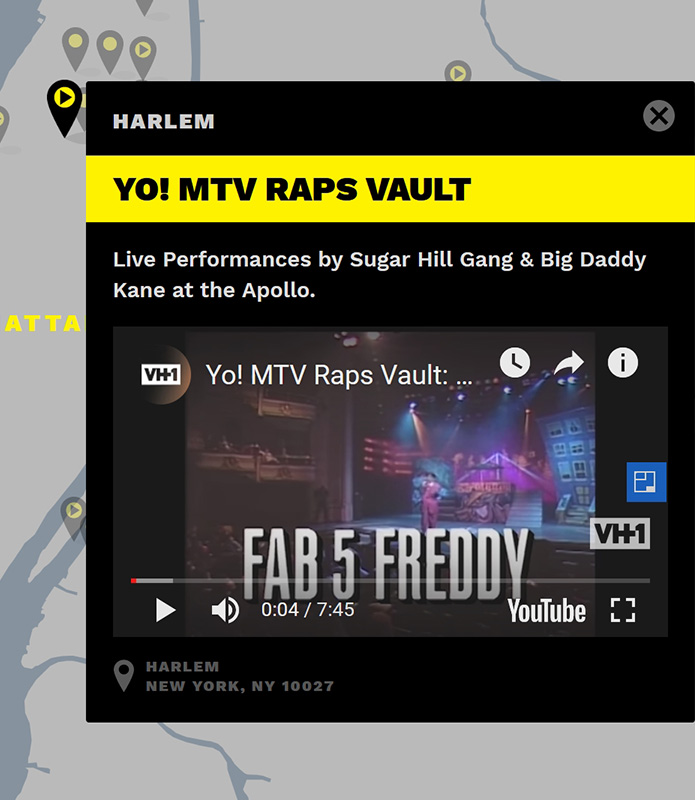 HARLEM
YO! MTV RAPS VAULT
Live Performances by Sugar Hill Gang & Big Daddy
Kane at the Apollo.
ATTA
VH1
Yo! MTV Raps Vault: ...
VH1
FAB 5 FREDDY
0:04 / 7:45
YouTube
HARLEM
NEW YORK, NY 10027